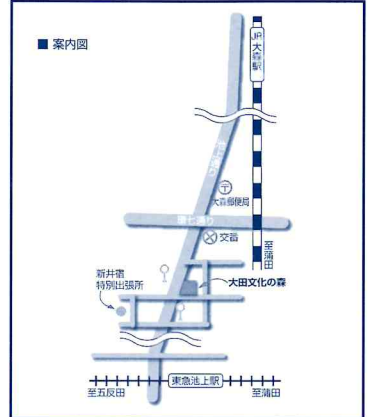 ■ 案内図
JR大森駅
池上通り
〒
大森郵便局
環七通り
交番
至蒲田
新井宿
特別出張所
大田文化の森
東急池上駅
至五反田
至蒲田